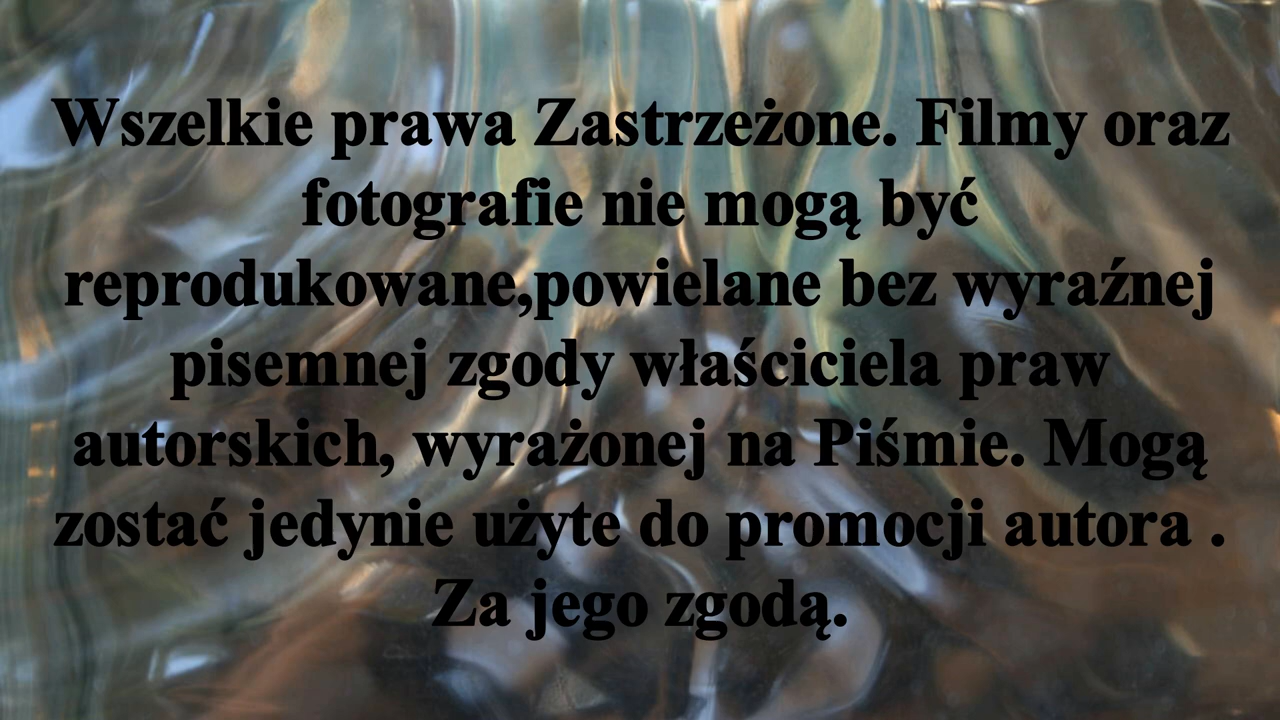 Wszelkie prawa Zastrzeżone. Filmy oraz
fotografie nie mogą być
reprodukowane,powielane bez wyraźnej
pisemnej zgody właściciela praw
autorskich, wyrażonej na Piśmie. Mogą
zostać jedynie użyte do promocji autora .
Za jego zgodą.